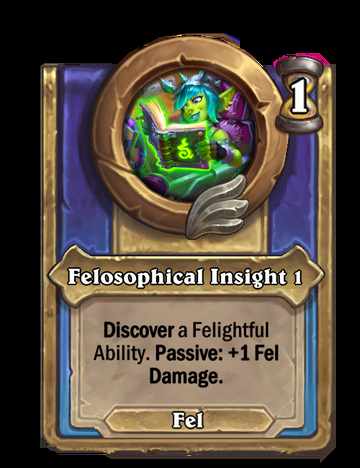 1
Felosophical Insight 1
Discover a Felightful
Ability. Passive: +1 Fel
Damage.
Fel